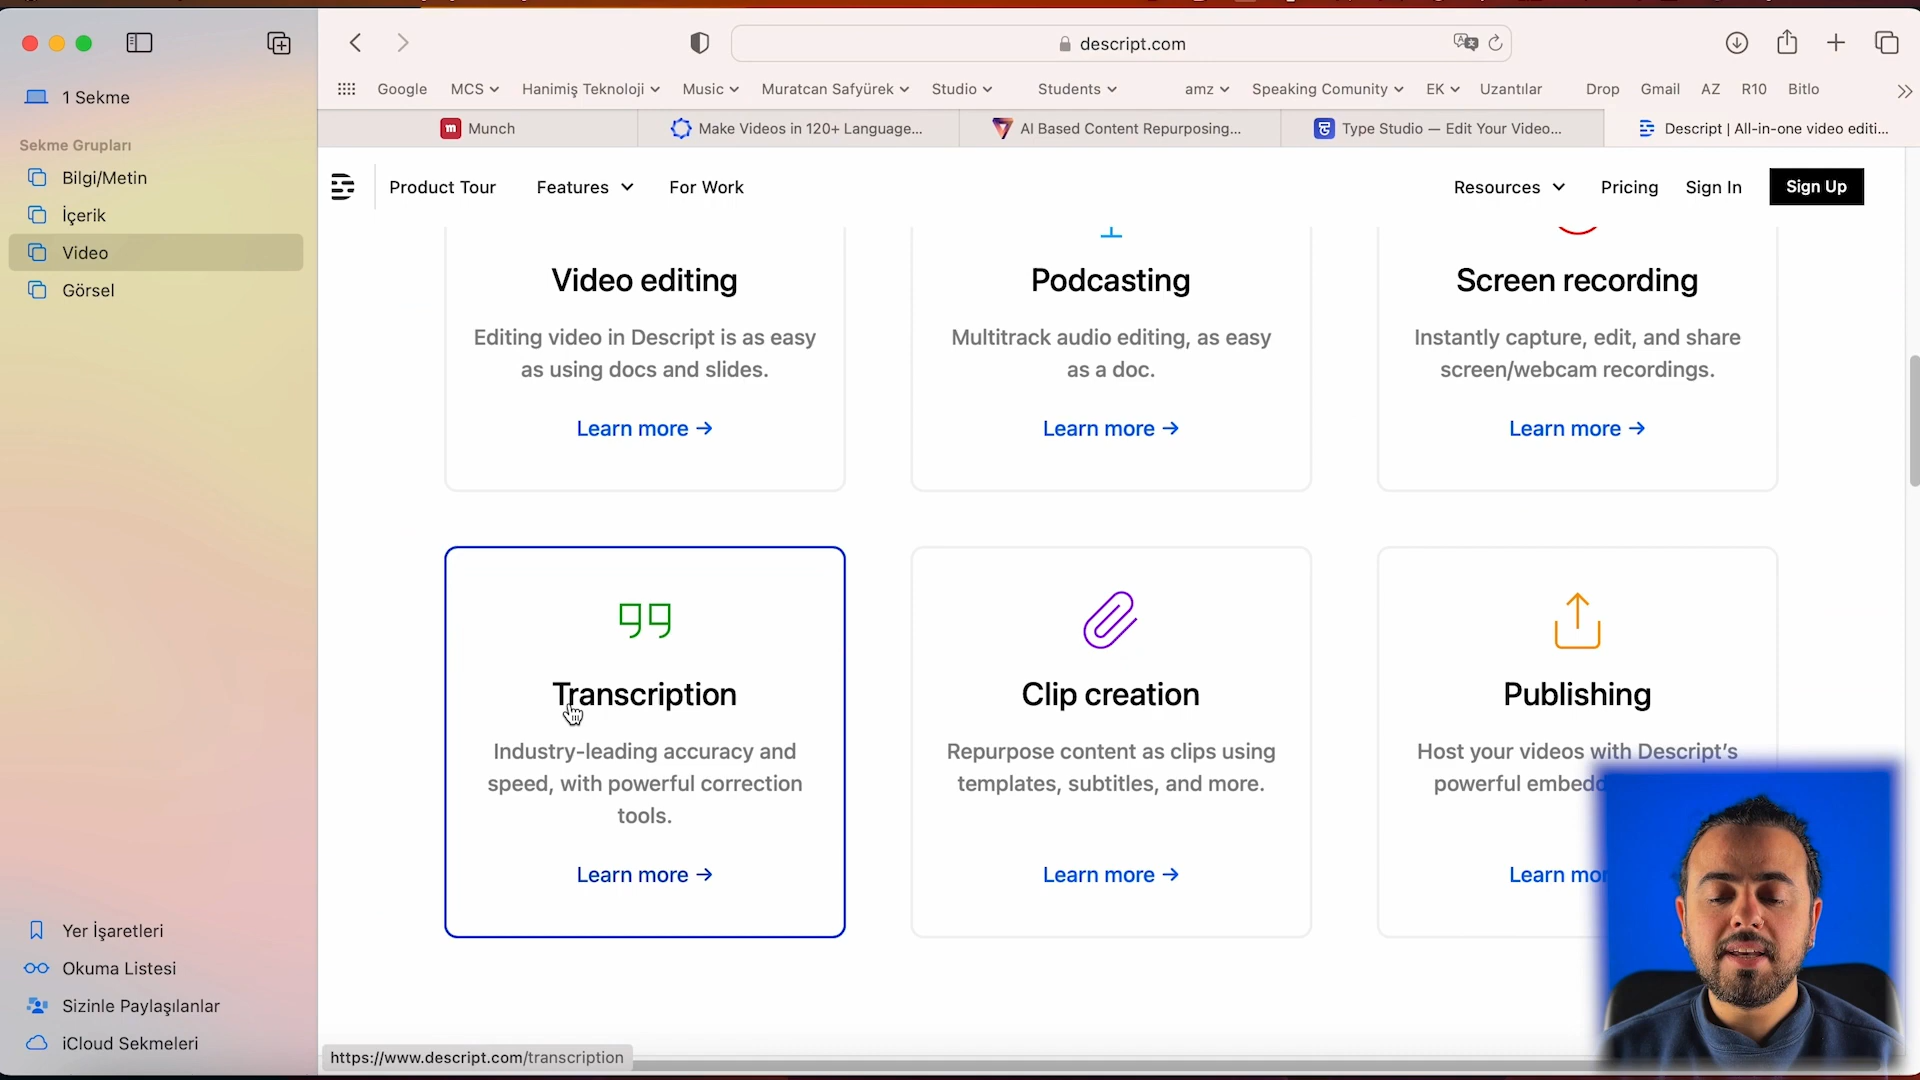 descript.com
1 Sekme
Google MCS Hanimiş Teknoloji Music Muratcan Safyürek Studio Students amz Speaking Comunity EK Uzantılar Drop Gmail AZ R10 Bitlo
Sekme Grupları
m Munch
Make Videos in 120+ Language...
AI Based Content Repurposing...
Type Studio — Edit Your Video...
Descript | All-in-one video editi...
Bilgi/Metin
İçerik
Video
Görsel
Product Tour Features For Work Resources Pricing Sign In Sign Up
Video editing
Editing video in Descript is as easy
as using docs and slides.
Learn more →
Podcasting
Multitrack audio editing, as easy
as a doc.
Learn more →
Screen recording
Instantly capture, edit, and share
screen/webcam recordings.
Learn more →
Transcription
Industry-leading accuracy and
speed, with powerful correction
tools.
Learn more →
Clip creation
Repurpose content as clips using
templates, subtitles, and more.
Learn more →
Publishing
Host your videos with Descript's
powerful
Learn
Yer İşaretleri
Okuma Listesi
Sizinle Paylaşılanlar
iCloud Sekmeleri
https://www.descript.com/transcription